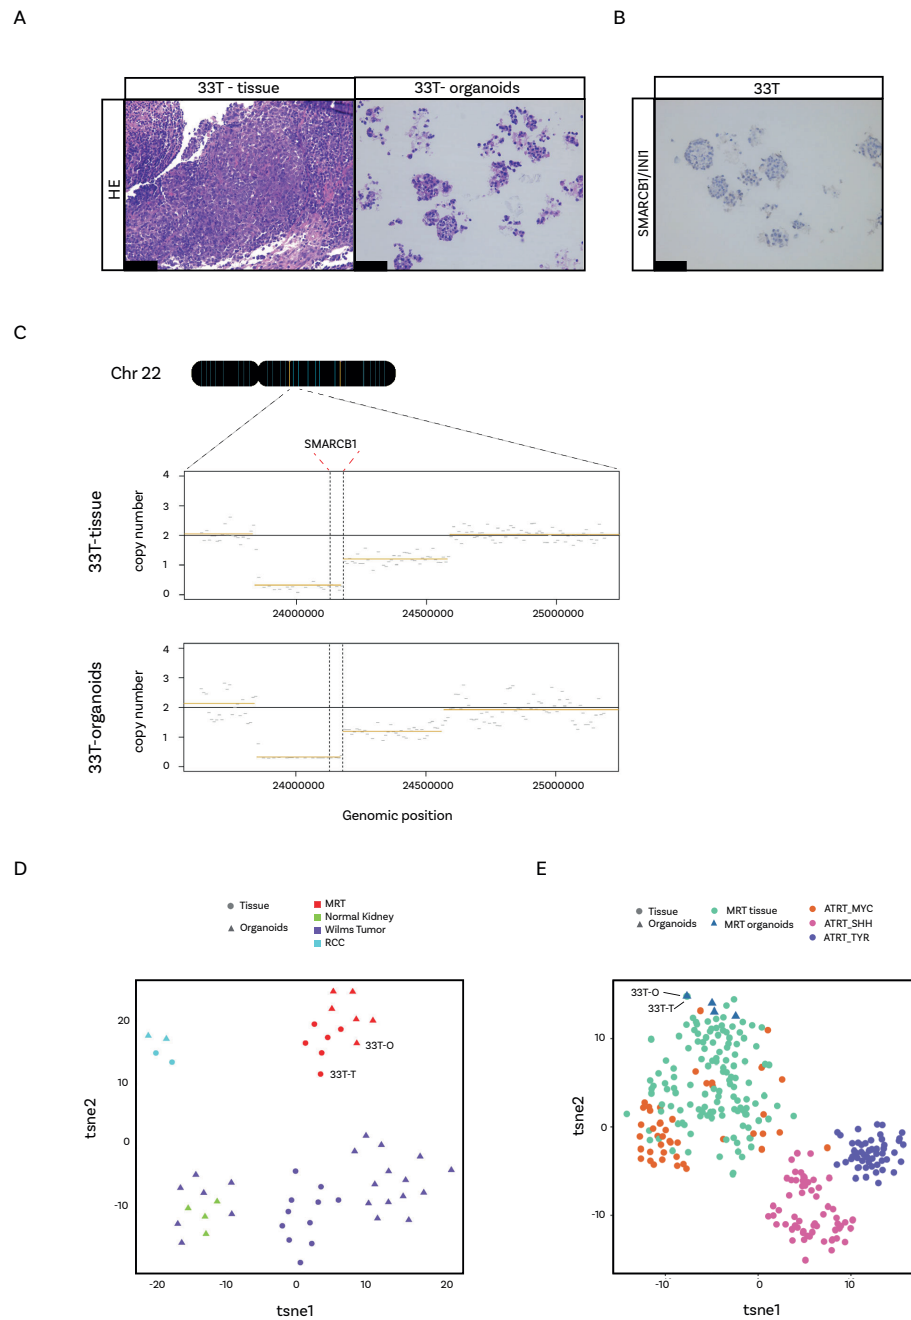 A
B
33T - tissue
33T- organoids
33T
HE
SMARCB1/INI1
C
Chr 22
SMARCB1
33T-tissue
copy number
4
3
2
1
0
24000000
24500000
25000000
33T-organoids
copy number
4
3
2
1
0
24000000
24500000
25000000
Genomic position
D
E
Tissue
Organoids
MRT
Normal Kidney
Wilms Tumor
RCC
Tissue
Organoids
MRT tissue
MRT organoids
ATRT_MYC
ATRT_SHH
ATRT_TYR
tsne2
20
10
0
-10
33T-O
33T-T
-20
-10
0
10
20
tsne1
tsne2
10
0
-10
33T-O
33T-T
-10
0
10
tsne1